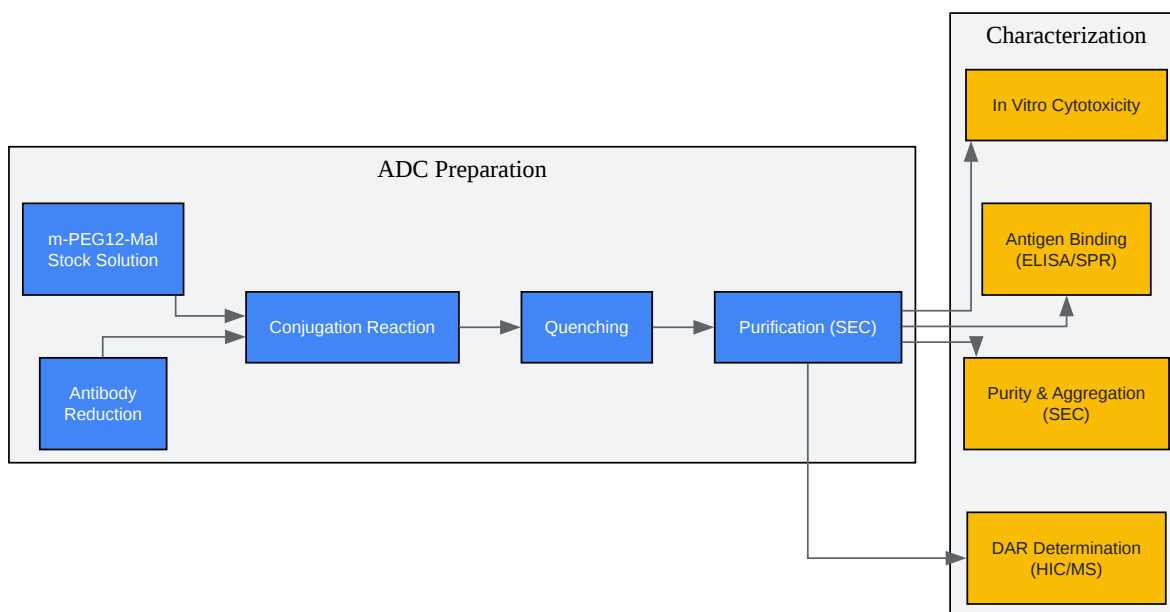 Characterization
In Vitro Cytotoxicity
ADC Preparation
m-PEG12-Mal
Stock Solution
Antigen Binding
(ELISA/SPR)
Conjugation Reaction
Quenching
Purification (SEC)
Antibody
Reduction
Purity & Aggregation
(SEC)
DAR Determination
(HIC/MS)